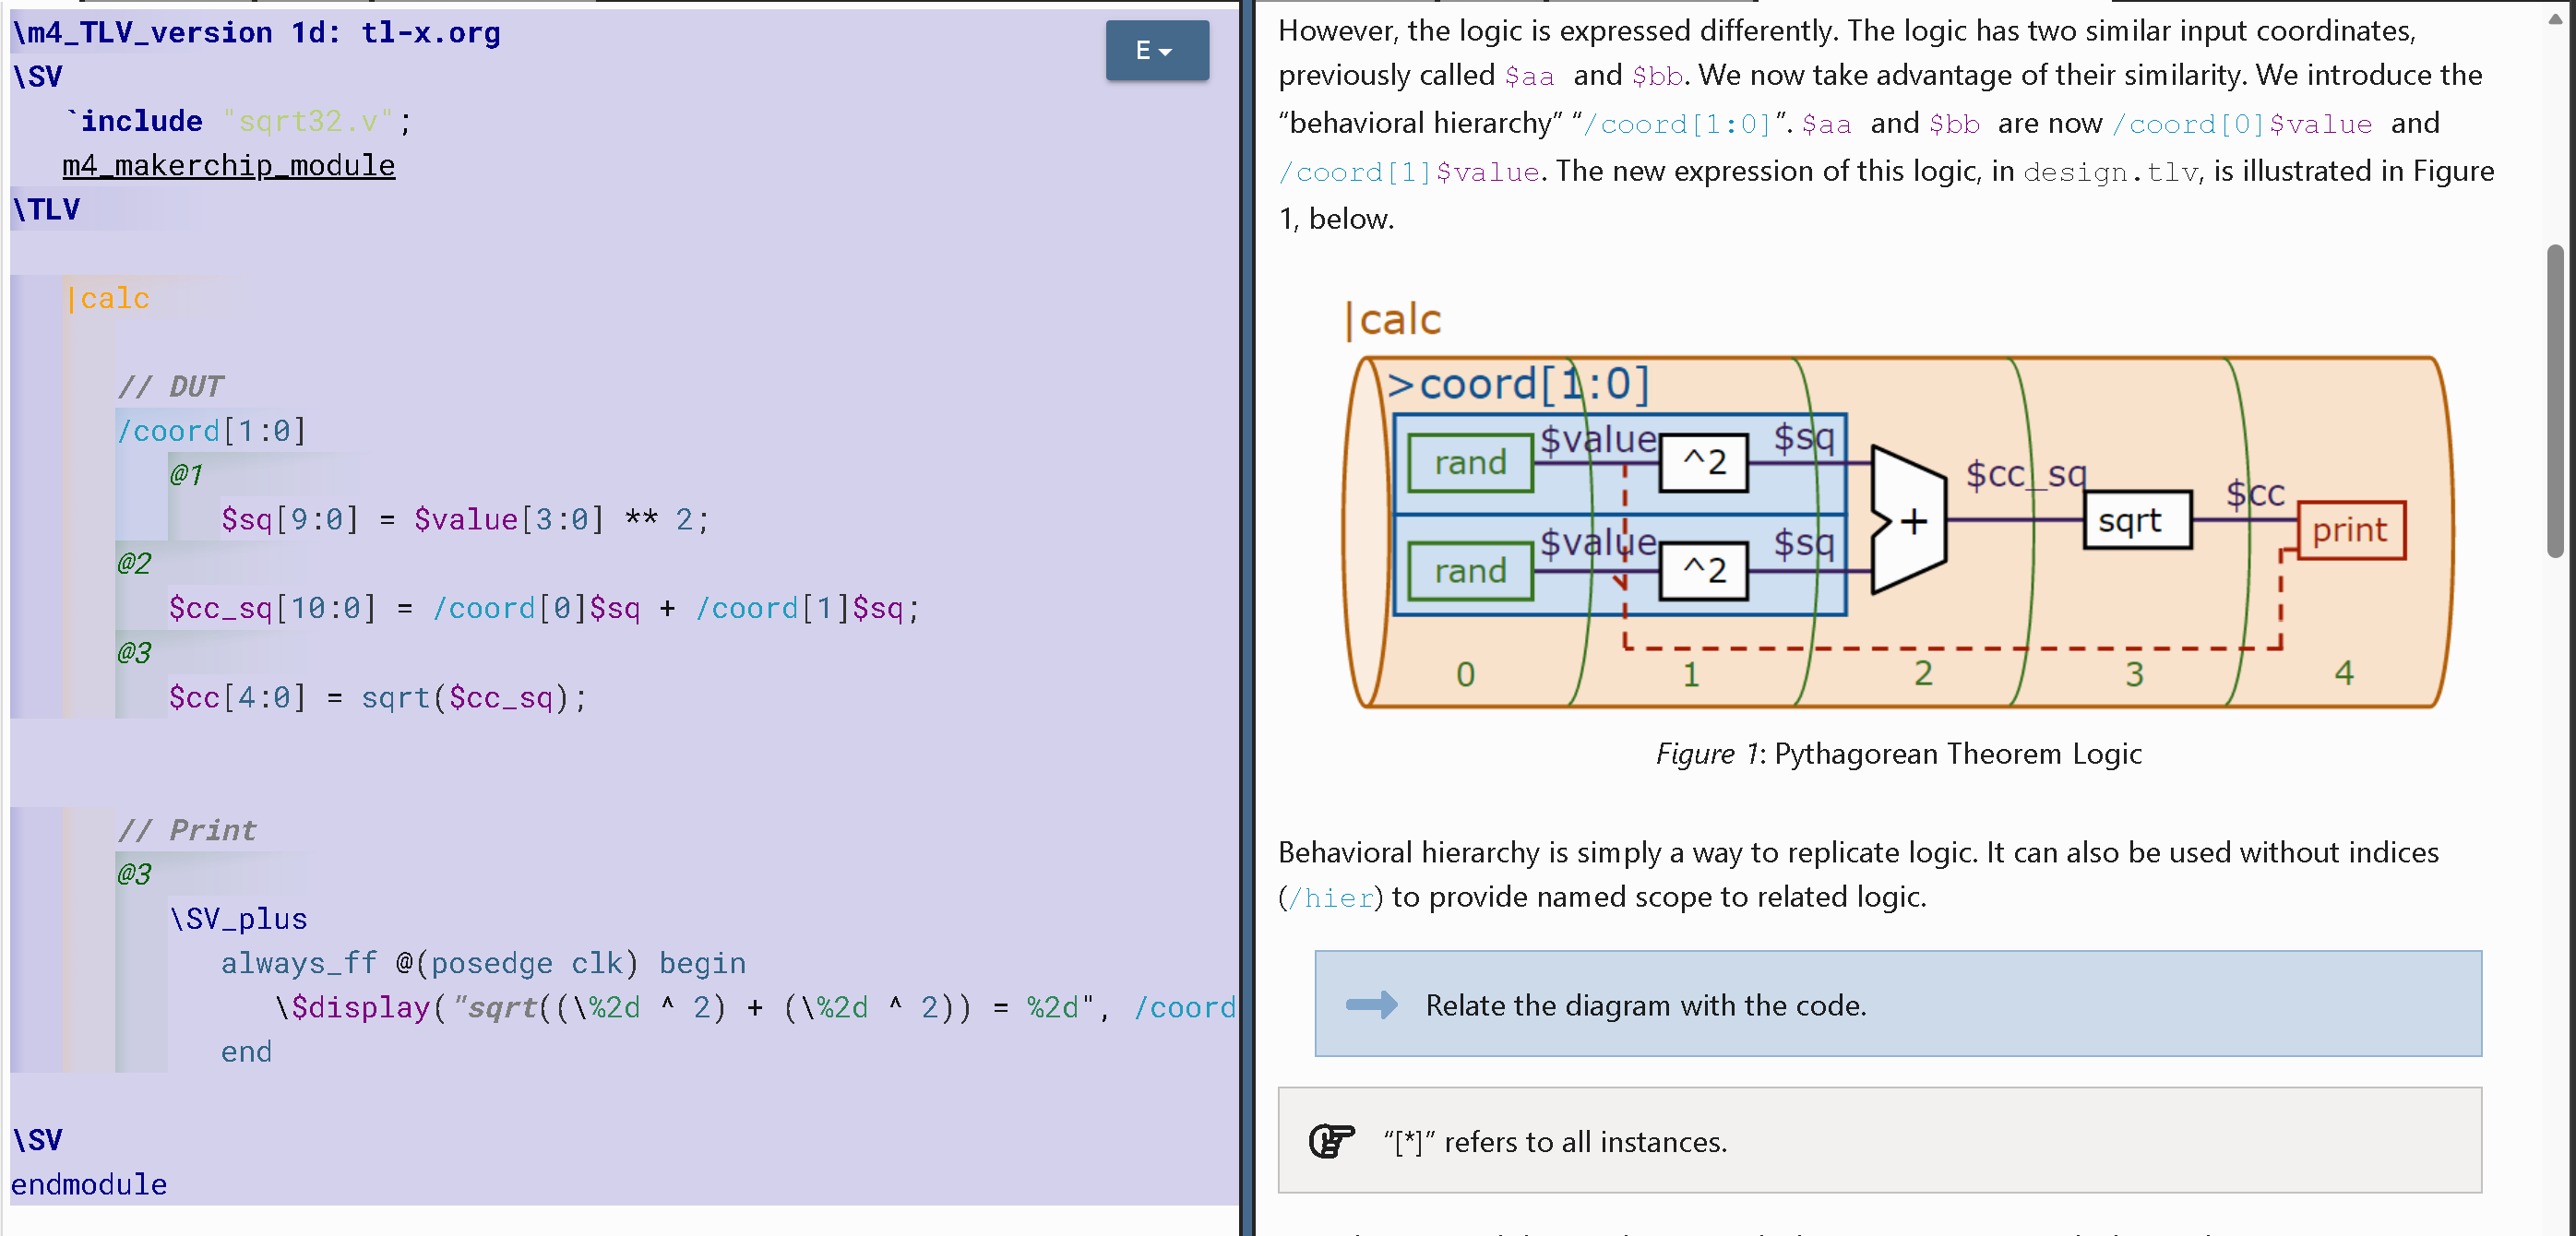 \m4_TLV_version 1d: tl-x.org
\SV
`include "sqrt32.v";
m4_makerchip_module
\TLV
|calc
// DUT
/coord[1:0]
@1
$sq[9:0] = $value[3:0] ** 2;
@2
$cc_sq[10:0] = /coord[0]$sq + /coord[1]$sq;
@3
$cc[4:0] = sqrt($cc_sq);
// Print
@3
\SV_plus
always_ff @(posedge clk) begin
\$display("sqrt((\%2d ^ 2) + (\%2d ^ 2)) = %2d", /coord
end
\SV
endmodule
E
However, the logic is expressed differently. The logic has two similar input coordinates,
previously called $aa and $bb. We now take advantage of their similarity. We introduce the
“behavioral hierarchy” “/coord[1:0]”. $aa and $bb are now /coord[0]$value and
/coord[1]$value. The new expression of this logic, in design.tlv, is illustrated in Figure
1, below.
|calc
>coord[1:0]
rand $value ^2 $sq
rand $value ^2 $sq
+ $cc_sq sqrt $cc print
0 1 2 3 4
Figure 1: Pythagorean Theorem Logic
Behavioral hierarchy is simply a way to replicate logic. It can also be used without indices
(/hier) to provide named scope to related logic.
Relate the diagram with the code.
“[*]” refers to all instances.